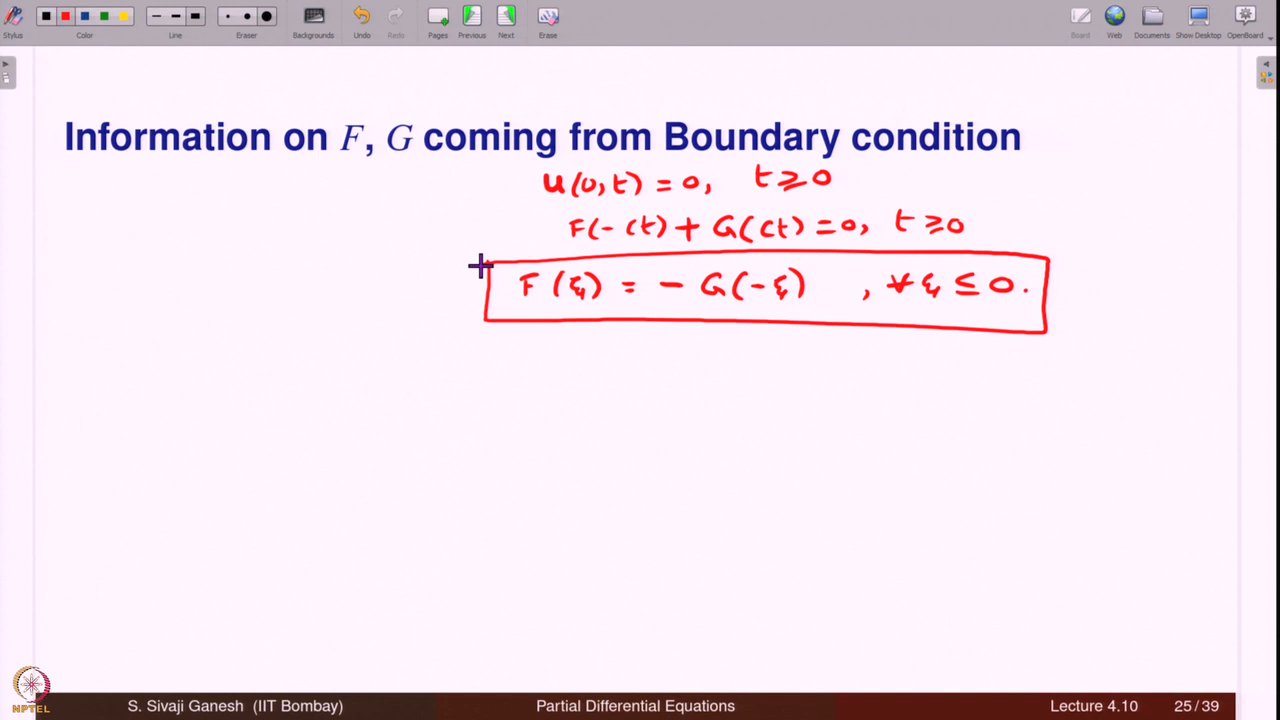 Stylus
Color
Line
Eraser
Backgrounds
Undo
Redo
Pages
Previous
Next
Erase
Board
Web
Documents
Show Desktop
OpenBoard
Information on F, G coming from Boundary condition
u(0,t) = 0, t ≥ 0
F(-ct) + G(ct) = 0, t ≥ 0
F(ξ) = - G(-ξ) , ∀ ξ ≤ 0.
NPTEL
S. Sivaji Ganesh (IIT Bombay)
Partial Differential Equations
Lecture 4.10
25/39